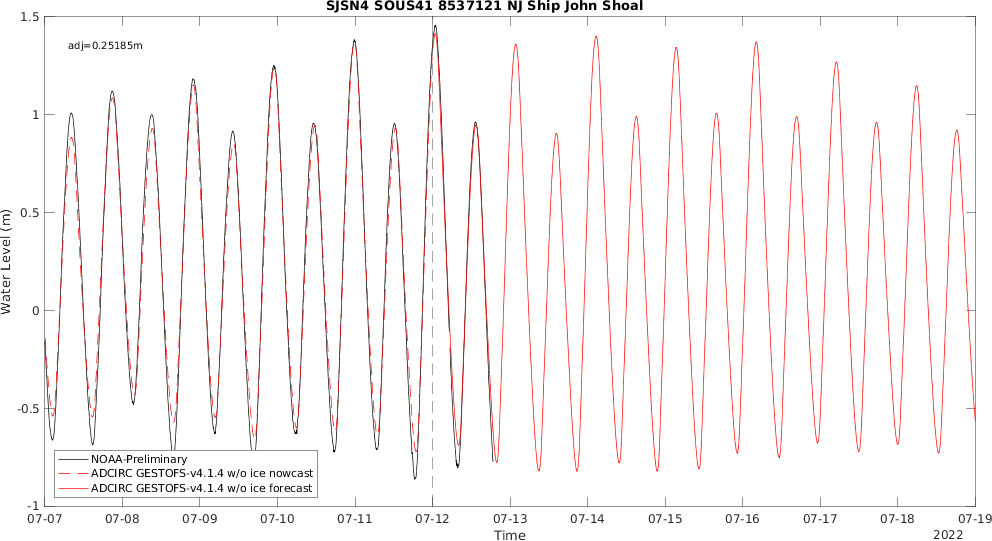 SJSN4 SOUS41 8537121 NJ Ship John Shoal
adj=0.25185m
1.5
1
0.5
0
-0.5
-1
Water Level (m)
NOAA-Preliminary
ADCIRC GESTOFS-v4.1.4 w/o ice nowcast
ADCIRC GESTOFS-v4.1.4 w/o ice forecast
07-07 07-08 07-09 07-10 07-11 07-12 07-13 07-14 07-15 07-16 07-17 07-18 07-19
Time
2022